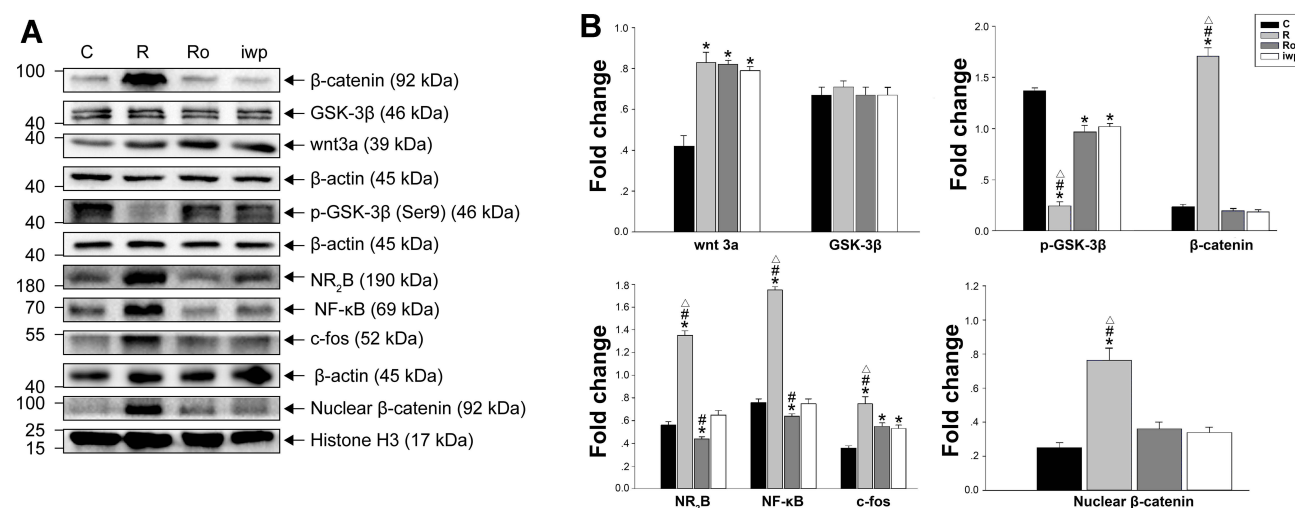 A
C R Ro iwp
100
β-catenin (92 kDa)
GSK-3β (46 kDa)
40
40
wnt3a (39 kDa)
β-actin (45 kDa)
40
p-GSK-3β (Ser9) (46 kDa)
40
β-actin (45 kDa)
40
NR2B (190 kDa)
180
70
NF-κB (69 kDa)
55
c-fos (52 kDa)
β-actin (45 kDa)
40
100
Nuclear β-catenin (92 kDa)
25
Histone H3 (17 kDa)
15
B
Fold change
1.0
.8
.6
.4
.2
0.0
* * *
wnt 3a GSK-3β
Fold change
2.0
1.5
1.0
.5
0.0
△
#
*
* *
△
#
*
p-GSK-3β β-catenin
C
R
Ro
iwp
Fold change
1.8
1.6
1.4
1.2
1.0
.8
.6
.4
.2
0.0
△
#
*
#
*
△
#
*
#
*
△
#
*
* *
NR2B NF-κB c-fos
Fold change
1.2
1.0
.8
.6
.4
.2
0.0
△
#
*
Nuclear β-catenin